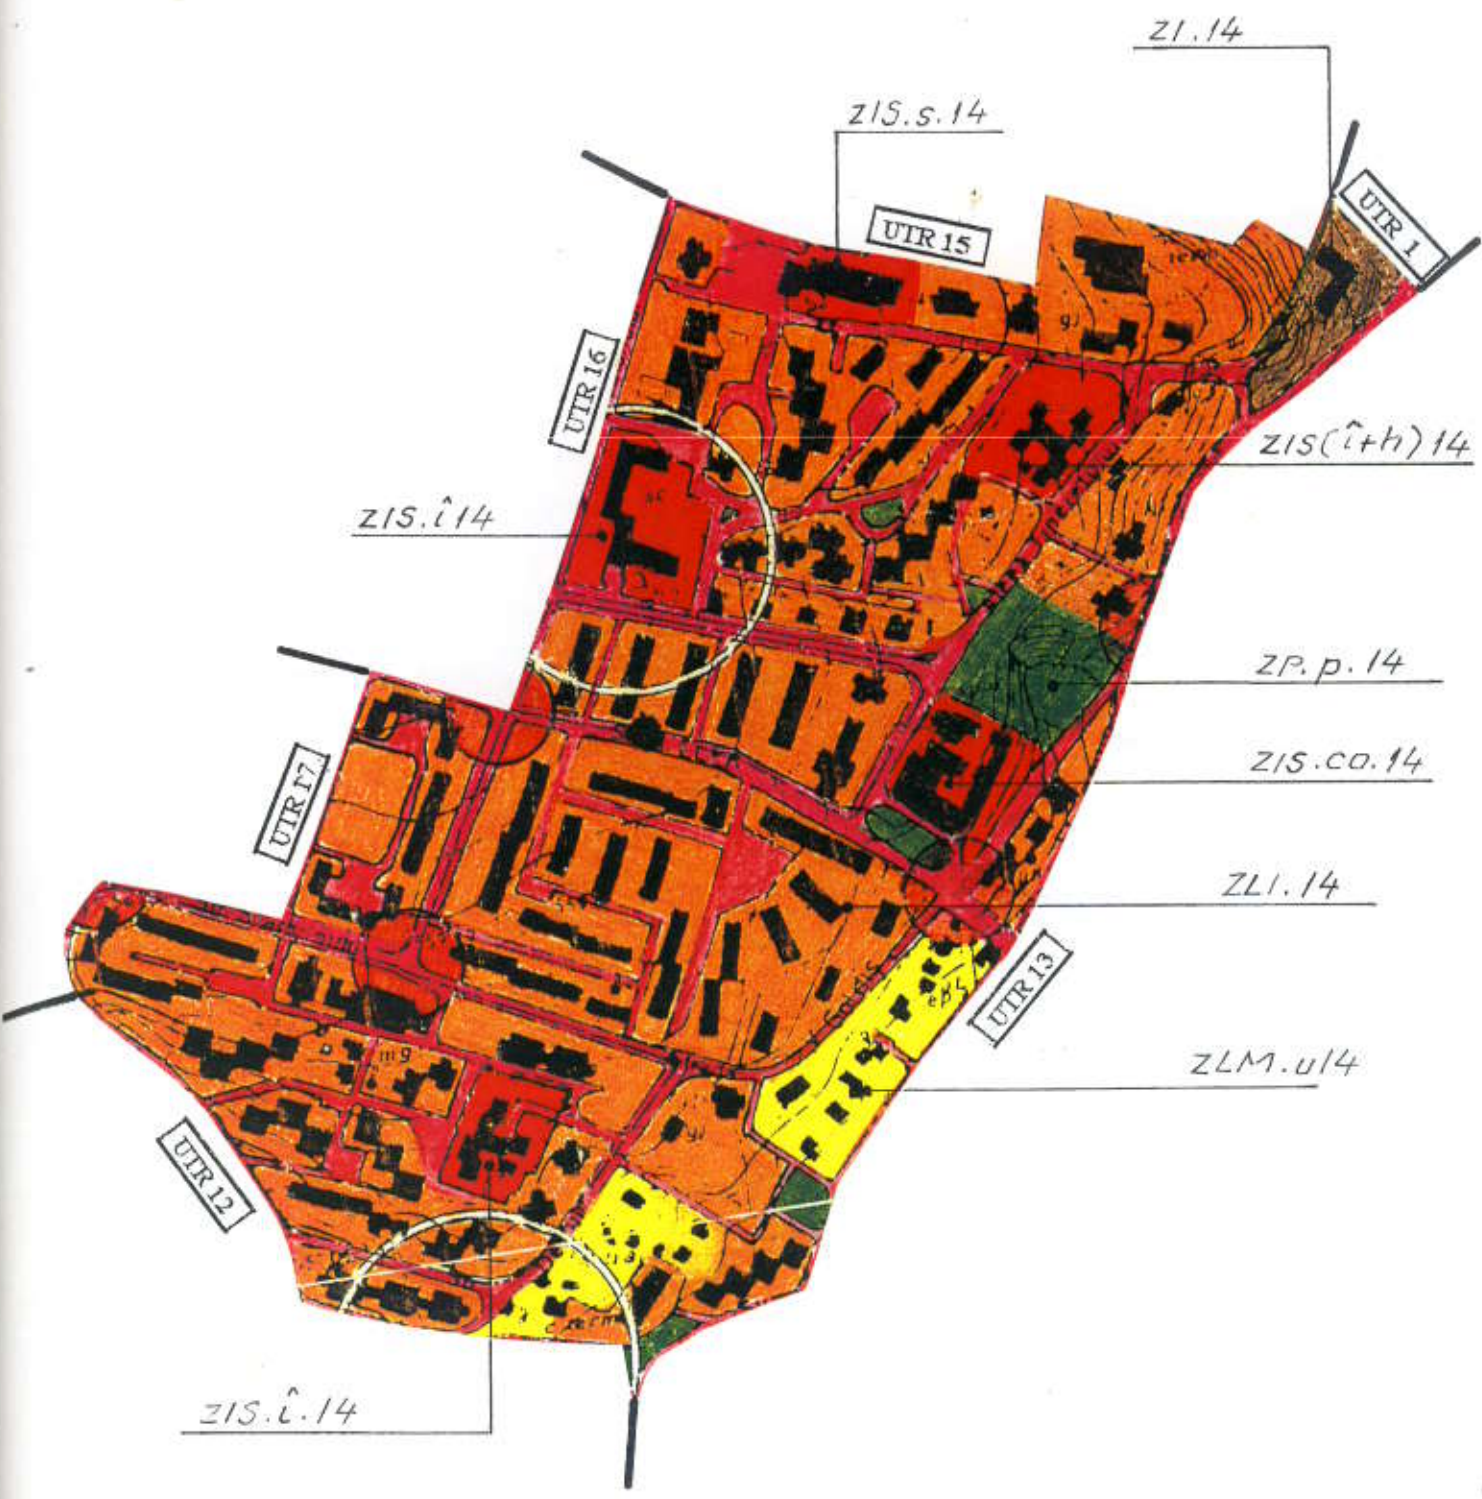 ZI.14
ZIS.s.14
UTR 1
UTR 15
UTR 16
ZIS(î+h)14
ZIS.î14
ZP.p.14
ZIS.co.14
UTR 17
ZLI.14
UTR 13
ZLM.u14
UTR 12
ZIS.î.14